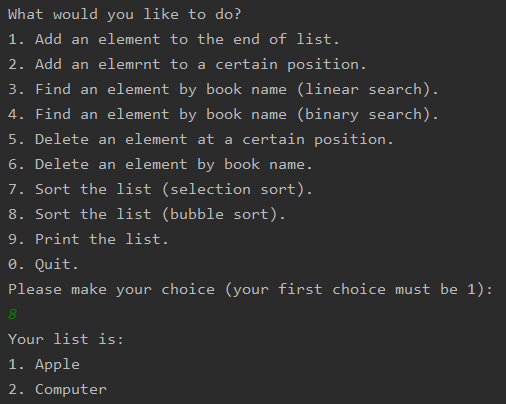 What would you like to do?
1. Add an element to the end of list.
2. Add an elemrnt to a certain position.
3. Find an element by book name (linear search).
4. Find an element by book name (binary search).
5. Delete an element at a certain position.
6. Delete an element by book name.
7. Sort the list (selection sort).
8. Sort the list (bubble sort).
9. Print the list.
0. Quit.
Please make your choice (your first choice must be 1):
8
Your list is:
1. Apple
2. Computer